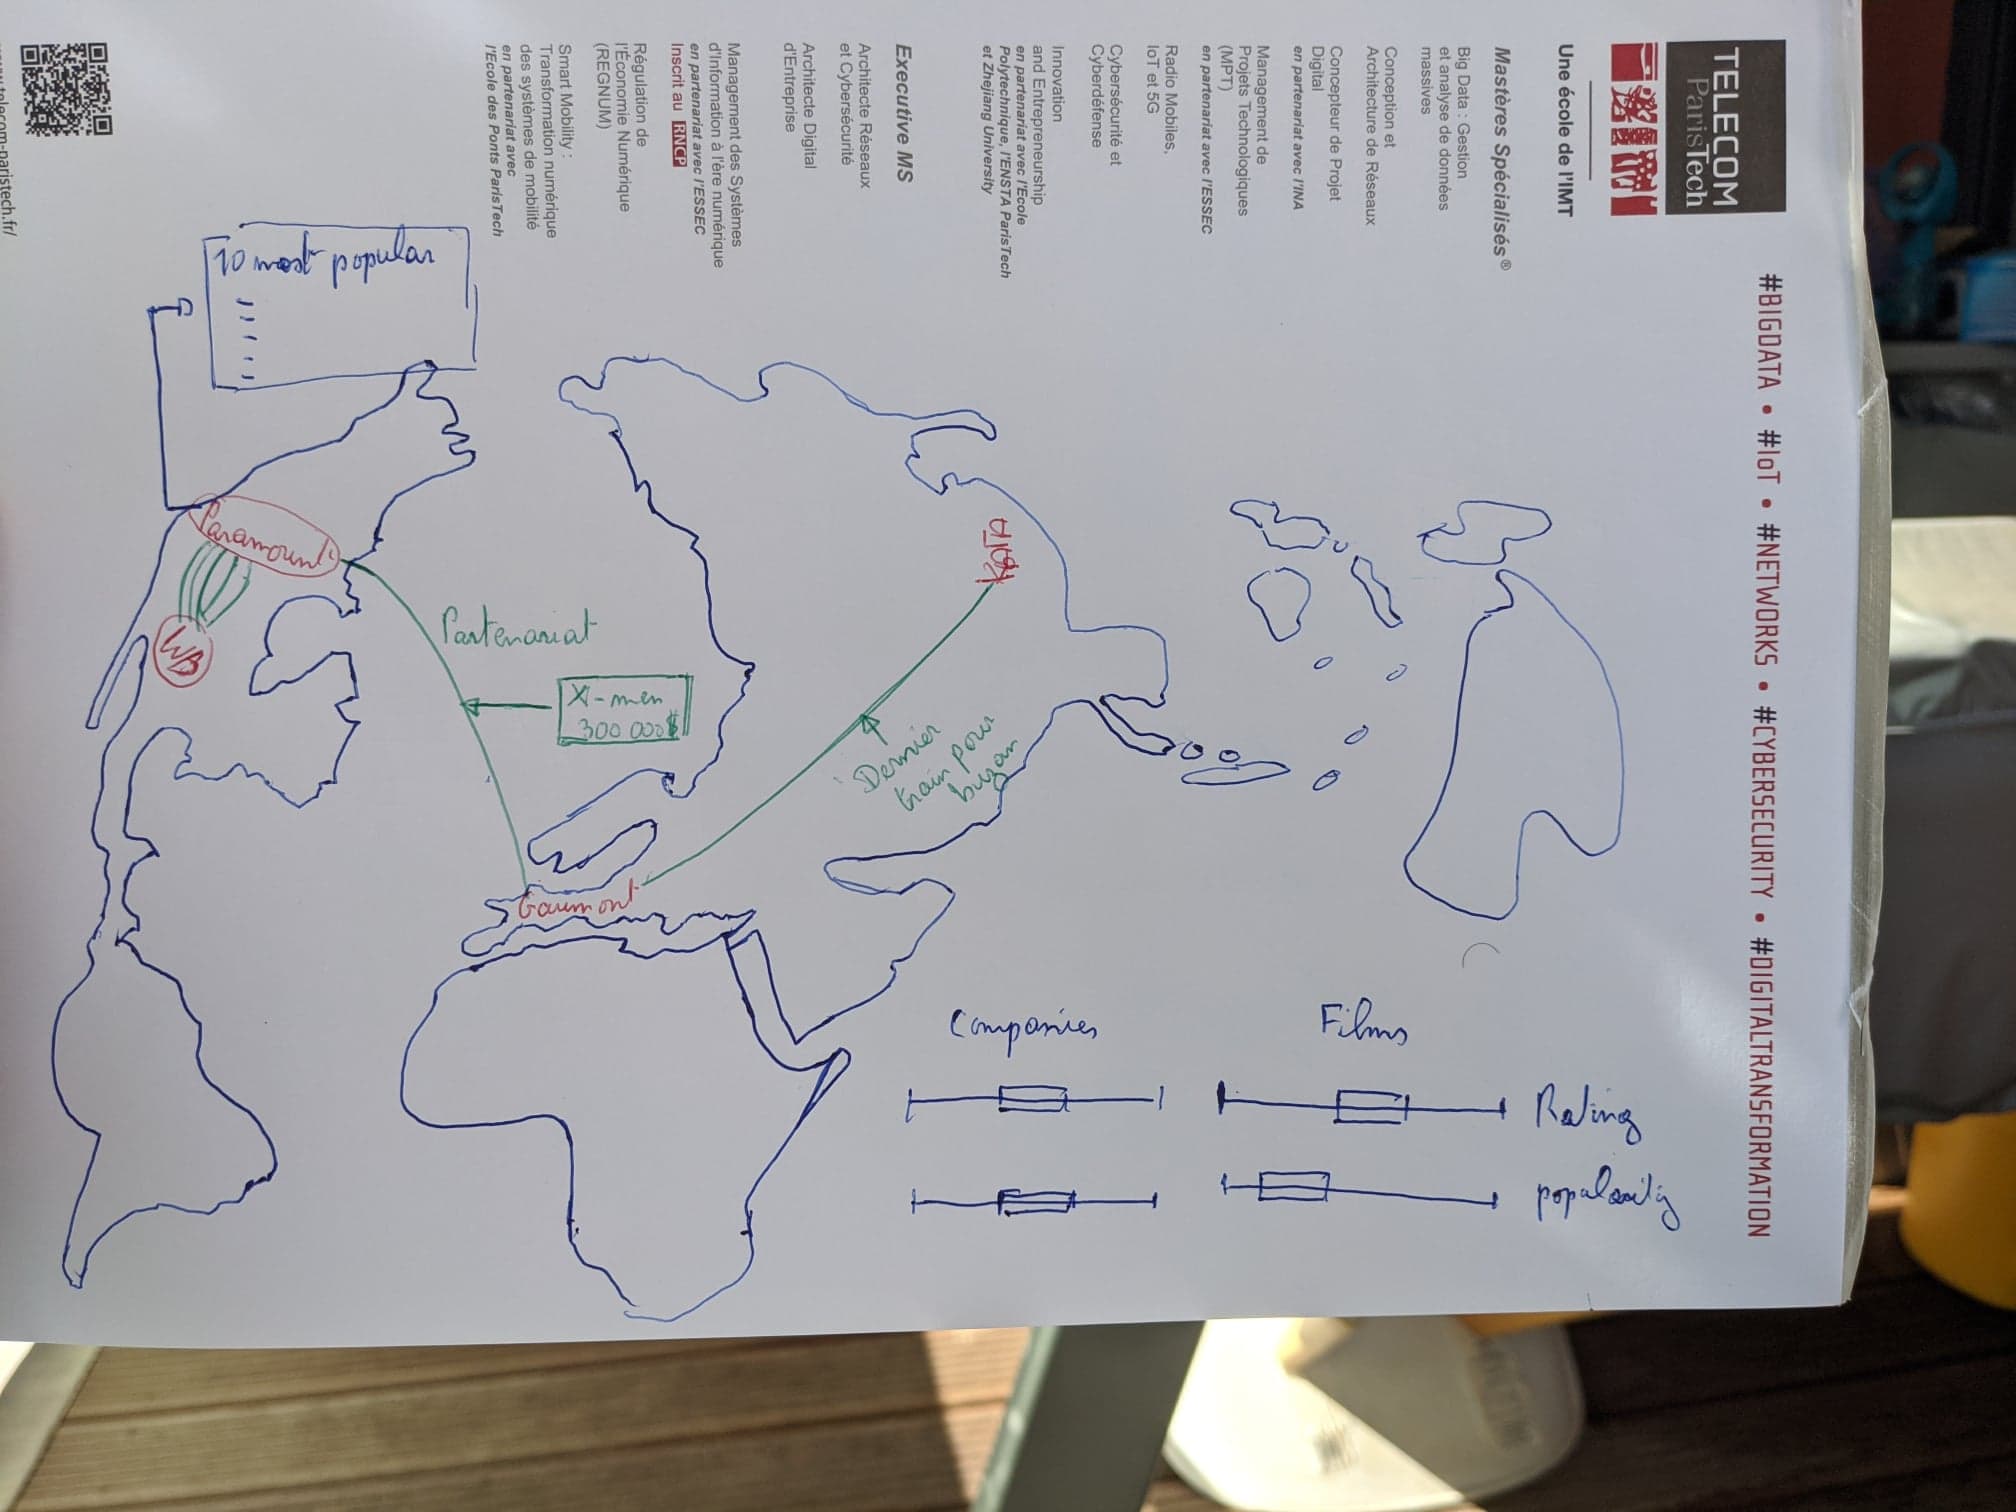 TELECOM
ParisTech
Une école de l'IMT
#BIGDATA • #IoT • #NETWORKS • #CYBERSECURITY • #DIGITALTRANSFORMATION
Mastères Spécialisés®
Big Data : Gestion
et analyse de données
massives
Conception et
Architecture de Réseaux
Concepteur de Projet
Digital
en partenariat avec l'INA
Management de
Projets Technologiques
(MPT)
en partenariat avec l'ESSEC
Radio Mobiles,
IoT et 5G
Cybersécurité et
Cyberdéfense
Innovation
and Entrepreneurship
en partenariat avec l'Ecole
Polytechnique, l'ENSTA ParisTech
et Zhejiang University
Executive MS
Architecte Réseaux
et Cybersécurité
Architecte Digital
d'Entreprise
Management des Systèmes
d'Information à l'ère numérique
en partenariat avec l'ESSEC
Inscrit au RNCP
Régulation de
l'Économie Numérique
(REGNUM)
Smart Mobility :
Transformation numérique
des systèmes de mobilité
en partenariat avec
l'Ecole des Ponts ParisTech
www.telecom-paristech.fr/
10 most popular
Paramount
WB
Partenariat
X-men
300 000$
Dernier
train pour
busan
Gaumont
Companies
Films
Rating
popularity